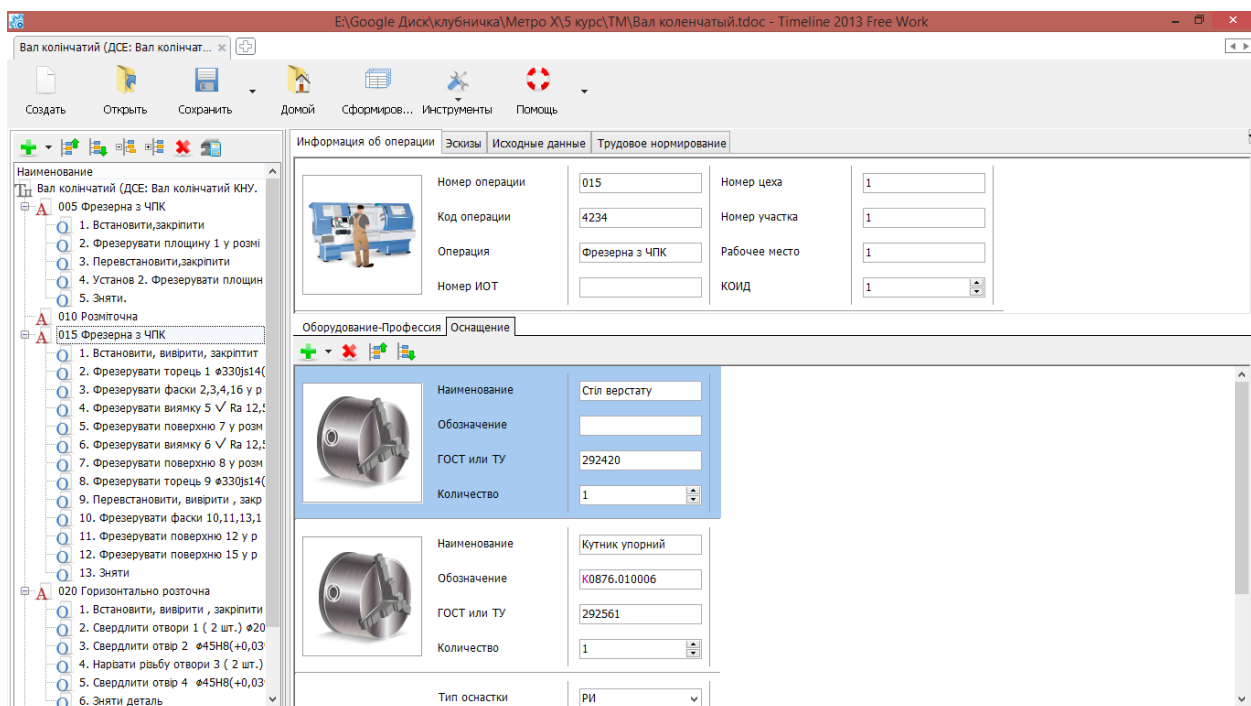 E:\Google Диск\клубничка\Метро X\5 курс\ТМ\Вал коленчатый.tdoc - Timeline 2013 Free Work
Вал колінчатий (ДСЕ: Вал колінчат...
Создать Открыть Сохранить Домой Сформиров... Инструменты Помощь
Наименование
Тп Вал колінчатий (ДСЕ: Вал колінчатий КНУ.
А 005 Фрезерна з ЧПК
О 1. Встановити,закріпити
О 2. Фрезерувати площину 1 у розмі
О 3. Перевстановити,закріпити
О 4. Установ 2. Фрезерувати площин
О 5. Зняти.
А 010 Розміточна
А 015 Фрезерна з ЧПК
О 1. Встановити, вивірити, закріптит
О 2. Фрезерувати торець 1 ø330js14(
О 3. Фрезерувати фаски 2,3,4,16 у р
О 4. Фрезерувати виямку 5 √ Ra 12,5
О 5. Фрезерувати поверхню 7 у розм
О 6. Фрезерувати виямку 6 √ Ra 12,5
О 7. Фрезерувати поверхню 8 у розм
О 8. Фрезерувати торець 9 ø330js14(
О 9. Перевстановити, вивірити , закр
О 10. Фрезерувати фаски 10,11,13,1
О 11. Фрезерувати поверхню 12 у р
О 12. Фрезерувати поверхню 15 у р
О 13. Зняти
А 020 Горизонтально розточна
О 1. Встановити, вивірити , закріпити
О 2. Свердлити отвори 1 ( 2 шт.) ø20
О 3. Свердлити отвір 2 ø45H8(+0,03
О 4. Нарізати різьбу отвори 3 ( 2 шт.)
О 5. Свердлити отвір 4 ø45H8(+0,03
О 6. Зняти деталь
Информация об операции Эскизы Исходные данные Трудовое нормирование
Номер операции 015 Номер цеха 1
Код операции 4234 Номер участка 1
Операция Фрезерна з ЧПК Рабочее место 1
Номер ИОТ КОИД 1
Оборудование-Профессия Оснащение
Наименование Стіл верстату
Обозначение
ГОСТ или ТУ 292420
Количество 1
Наименование Кутник упорний
Обозначение К0876.010006
ГОСТ или ТУ 292561
Количество 1
Тип оснастки РИ